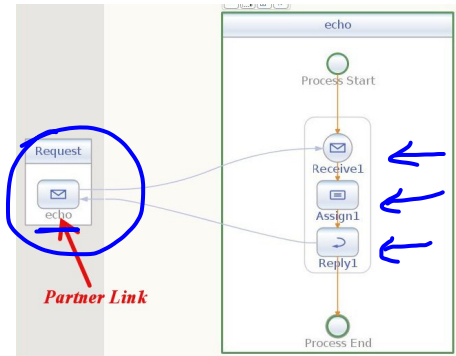 echo
Process Start
Request
echo
Partner Link
Receive1
Assign1
Reply1
Process End